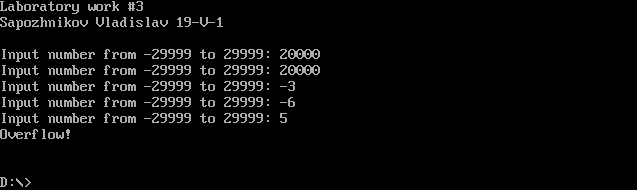 Laboratory work #3
Sapozhnikov Vladislav 19-V-1
Input number from -29999 to 29999: 20000
Input number from -29999 to 29999: 20000
Input number from -29999 to 29999: -3
Input number from -29999 to 29999: -6
Input number from -29999 to 29999: 5
Overflow!
D:\>